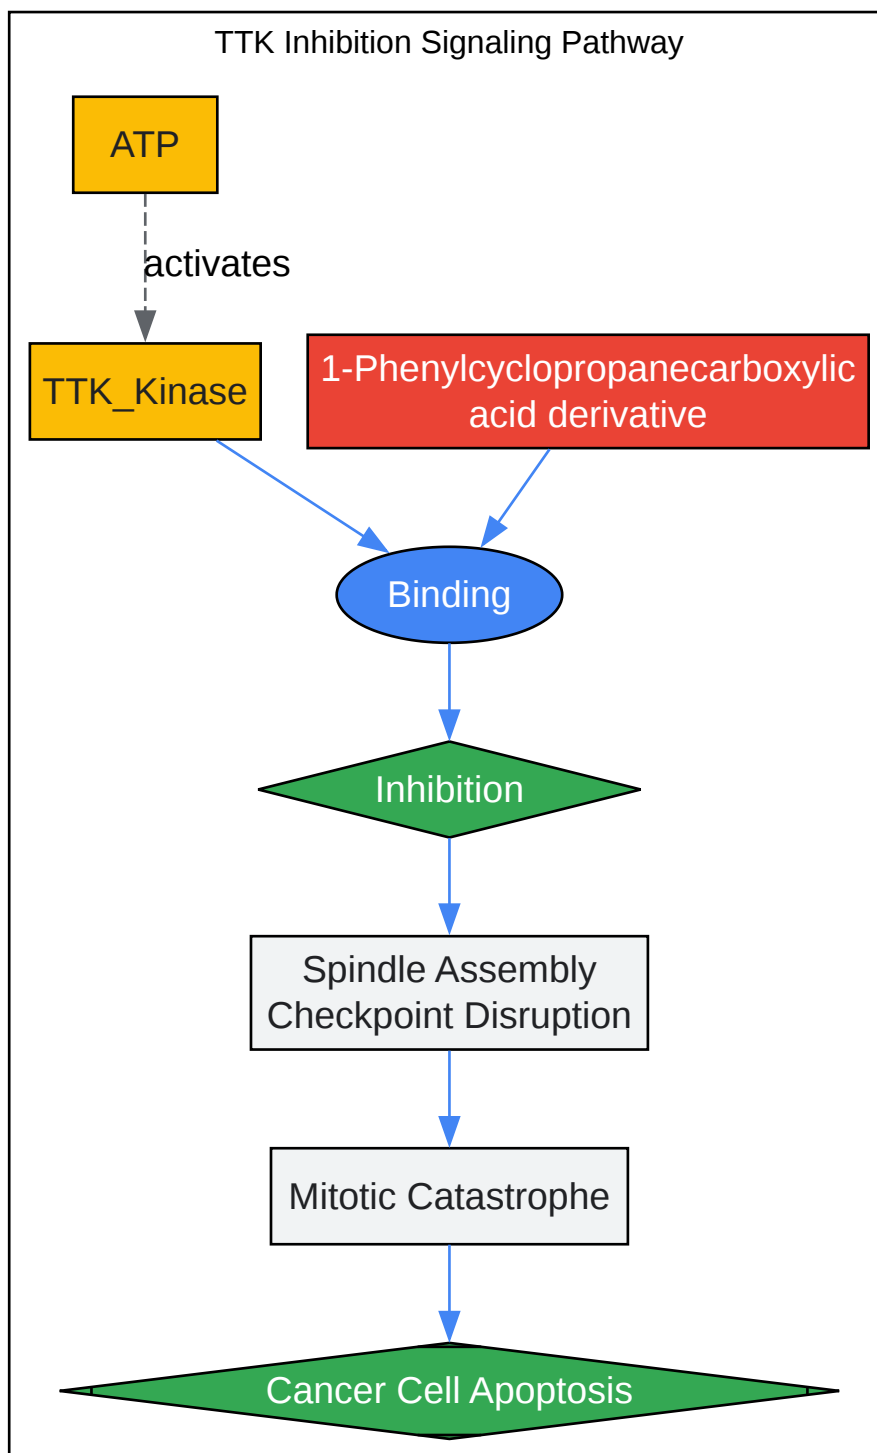 TTK Inhibition Signaling Pathway
ATP
activates
TTK_Kinase
1-Phenylcyclopropanecarboxylic
acid derivative
Binding
Inhibition
Spindle Assembly
Checkpoint Disruption
Mitotic Catastrophe
Cancer Cell Apoptosis